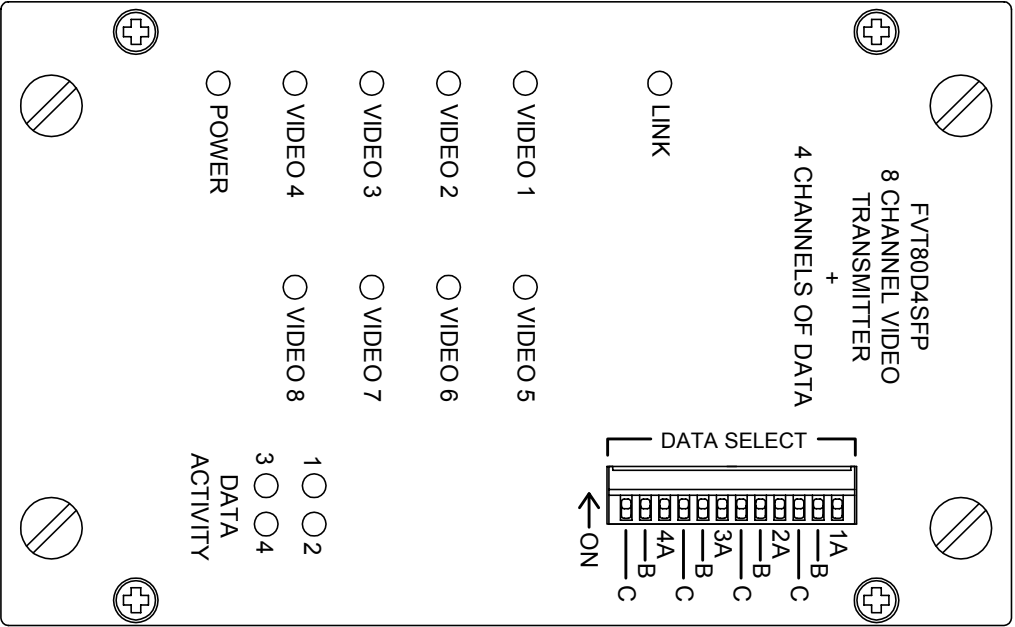 FVT80D4SFP
8 CHANNEL VIDEO
TRANSMITTER
+
4 CHANNELS OF DATA
LINK
VIDEO 1
VIDEO 5
VIDEO 2
VIDEO 6
VIDEO 3
VIDEO 7
VIDEO 4
VIDEO 8
POWER
DATA SELECT
1A
B
C
2A
B
C
3A
B
C
4A
B
C
ON
1 2
3 4
DATA
ACTIVITY